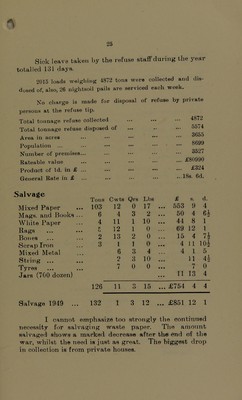 25
Sick leave taken by the refuse staff during the year
totalled 131 days.
2015 loads weighing 4872 tons were collected and dis-
posed of, also, 26 nightsoil pails are serviced each week.
No charge is made for disposal of refuse by private
persons at the refuse tip.
Total tonnage refuse collected ... ... ... 4872
Total tonnage refuse disposed of ... ... ... 5574
Area in acres ... ... ... ... 3655
Population ... ... ... ... 8699
Number of premises... ... ... ... 3527
Rateable value ... ... ... £80990
Product of 1d. in £ ... ... ... ... £324
General Rate in £ ... ... ... ...18s. 6d.
Salvage
Tons Cwts Qrs Lbs £ s. d.
Mixed Paper ... 103 12 0 17 ... 553 9 4
Mags. and Books ... 6 4 3 2 ... 50 4 6½
White Paper ... 4 11 1 10 ... 44 8 1
Rags ... 5 12 1 0 ... 69 12 1
Bones ... 2 13 2 0 ... 15 4 7½
Scrap Iron ... 3 1 1 0 ... 4 11 10½
Mixed Metal ... 6 3 4 ... 4 1 5
String ... ... 2 3 10 ... 11 4½
Tyres ... ... 7 0 0 ... 7 0
Jars (760 dozen) 11 13 4
126 11 3 15 ... £754 4 4
Salvage 1949 ... 132 1 3 12 ... £851 12 1
I cannot emphasize too strongly the continued
necessity for salvaging waste paper. The amount
salvaged shows a marked decrease after the end of the
war, whilst the need is just as great. The biggest drop
in collection is from private houses.